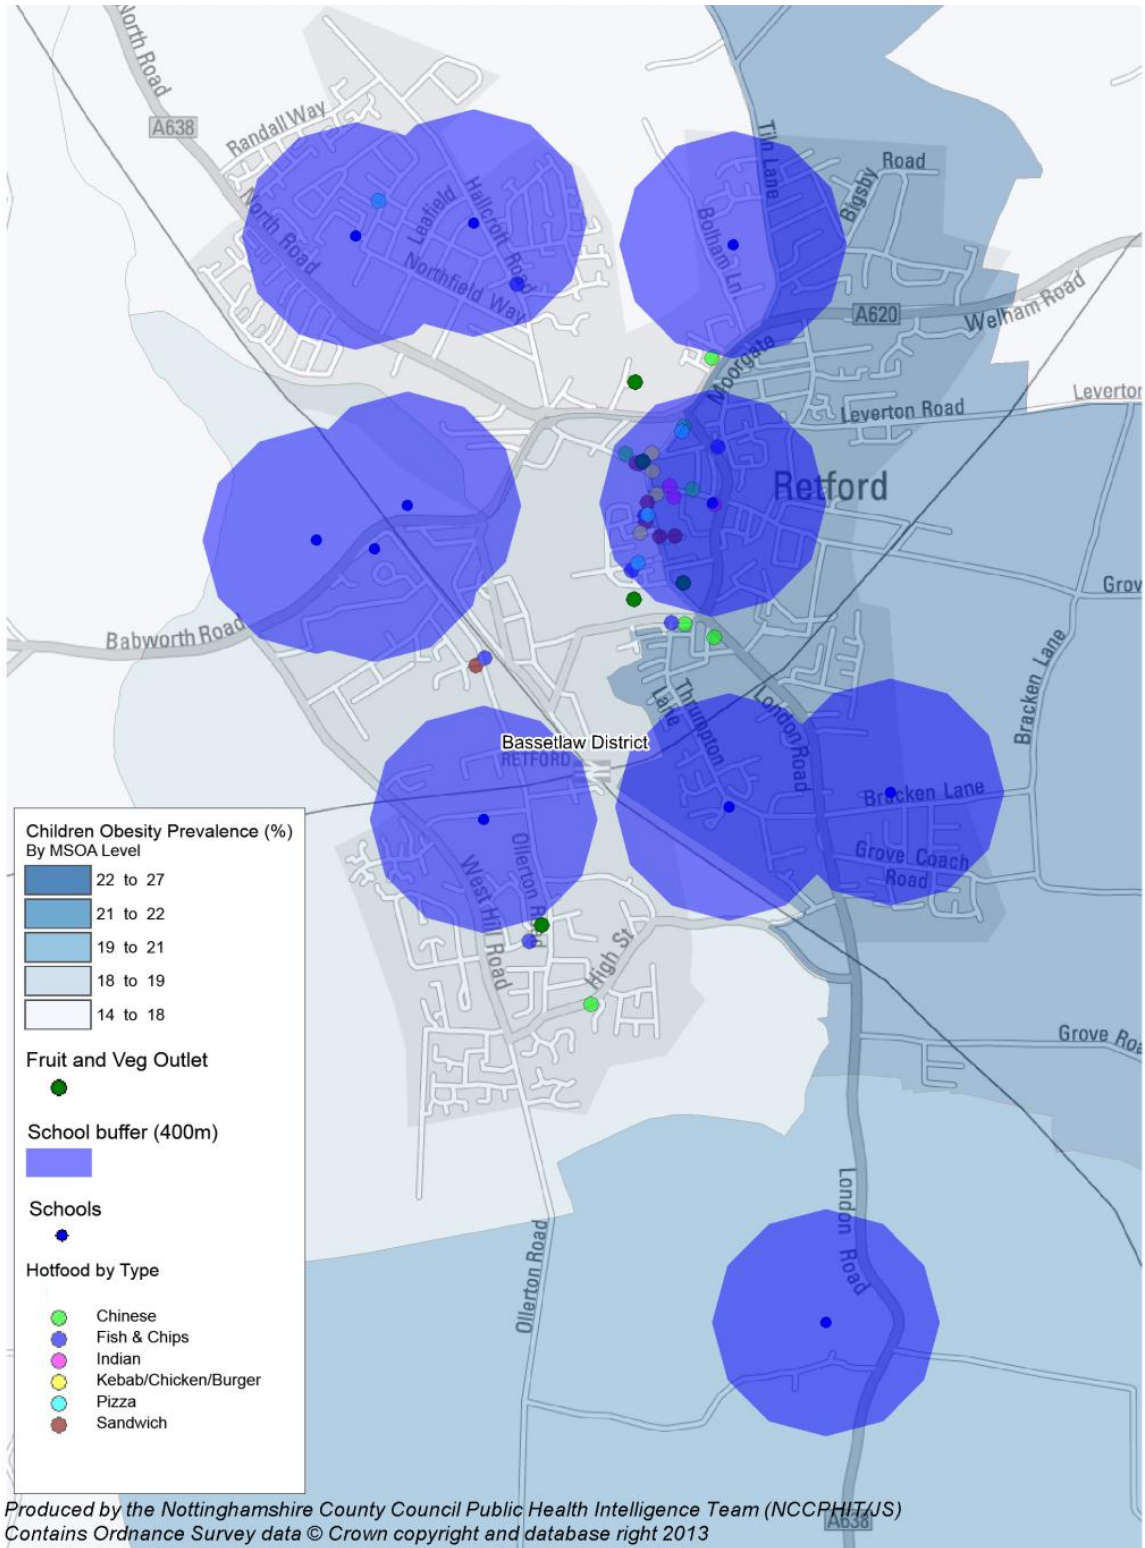 North Road
A638
Randall Way
North Road
Leafield
Hallcroft Road
Northfield Way
Tiln Lane
Bolham Ln
Bigsby Road
A620
Welham Road
Moorgate
Leverton Road
Leverton
Retford
Babworth Road
Grov
Bracken Lane
Thrumpton
Lane
London Road
Bassetlaw District
RETFORD
Bracken Lane
Grove Coach
Road
Ollerton Road
West Hill Road
High St
Grove Roa
London Road
Ollerton Road
A638
Children Obesity Prevalence (%)
By MSOA Level
22 to 27
21 to 22
19 to 21
18 to 19
14 to 18
Fruit and Veg Outlet
School buffer (400m)
Schools
Hotfood by Type
Chinese
Fish & Chips
Indian
Kebab/Chicken/Burger
Pizza
Sandwich
Produced by the Nottinghamshire County Council Public Health Intelligence Team (NCCPHIT/JS)
Contains Ordnance Survey data © Crown copyright and database right 2013